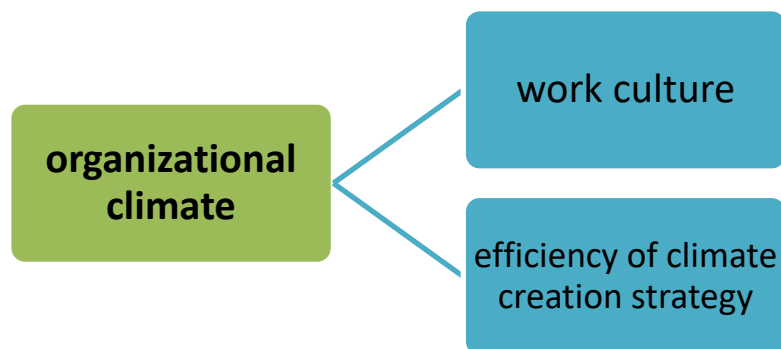 organizational
climate
work culture
efficiency of climate
creation strategy